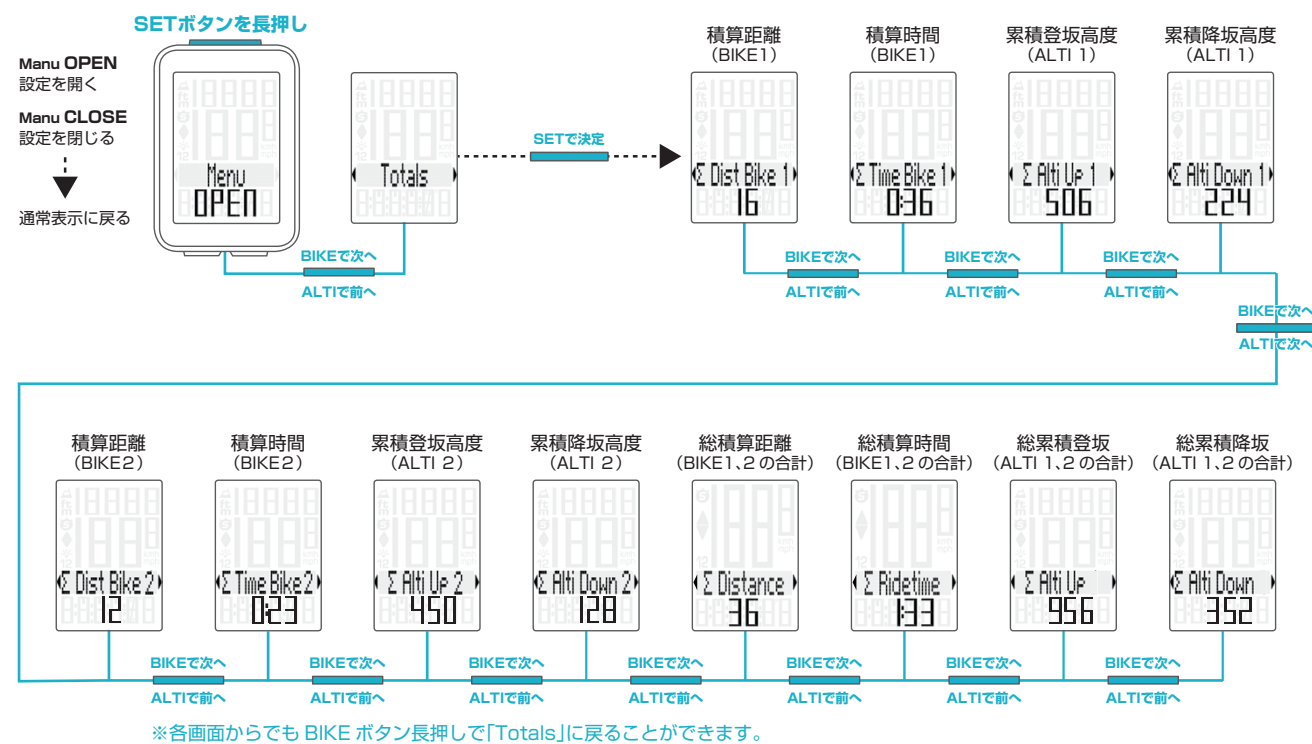 SETボタンを長押し
Manu OPEN
設定を開く
Manu CLOSE
設定を閉じる
通常表示に戻る
Menu
OPEN
Totals
BIKEで次へ
ALTIで前へ
SETで決定
積算距離
（BIKE1）
積算時間
（BIKE1）
累積登坂高度
（ALTI 1）
累積降坂高度
（ALTI 1）
Σ Dist Bike 1
16
Σ Time Bike 1
0:36
Σ Alti Up 1
506
Σ Alti Down 1
224
BIKEで次へ
ALTIで前へ
BIKEで次へ
ALTIで前へ
BIKEで次へ
ALTIで前へ
BIKEで次へ
ALTIで次へ
積算距離
（BIKE2）
積算時間
（BIKE2）
累積登坂高度
（ALTI 2）
累積降坂高度
（ALTI 2）
総積算距離
（BIKE1、2 の合計）
総積算時間
（BIKE1、2 の合計）
総累積登坂
（ALTI 1、2 の合計）
総累積降坂
（ALTI 1、2 の合計）
Σ Dist Bike 2
12
Σ Time Bike2
0:23
Σ Alti Up 2
450
Σ Alti Down 2
128
Σ Distance
36
Σ Ridetime
1:33
Σ Alti Up
956
Σ Alti Down
352
BIKEで次へ
ALTIで前へ
BIKEで次へ
ALTIで前へ
BIKEで次へ
ALTIで前へ
BIKEで次へ
ALTIで前へ
BIKEで次へ
ALTIで前へ
BIKEで次へ
ALTIで前へ
BIKEで次へ
ALTIで前へ
※各画面からでも BIKE ボタン長押しで｢Totals｣に戻ることができます。